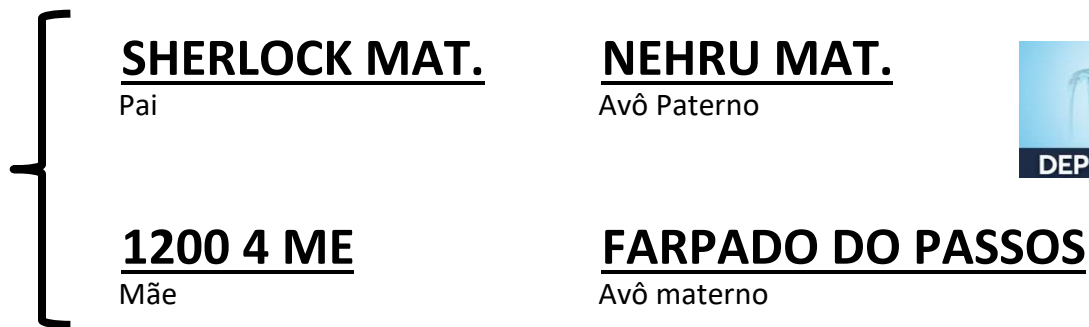 SHERLOCK MAT. NEHRU MAT.
Pai Avô Paterno
DEP
1200 4 ME FARPADO DO PASSOS
Mãe Avô materno